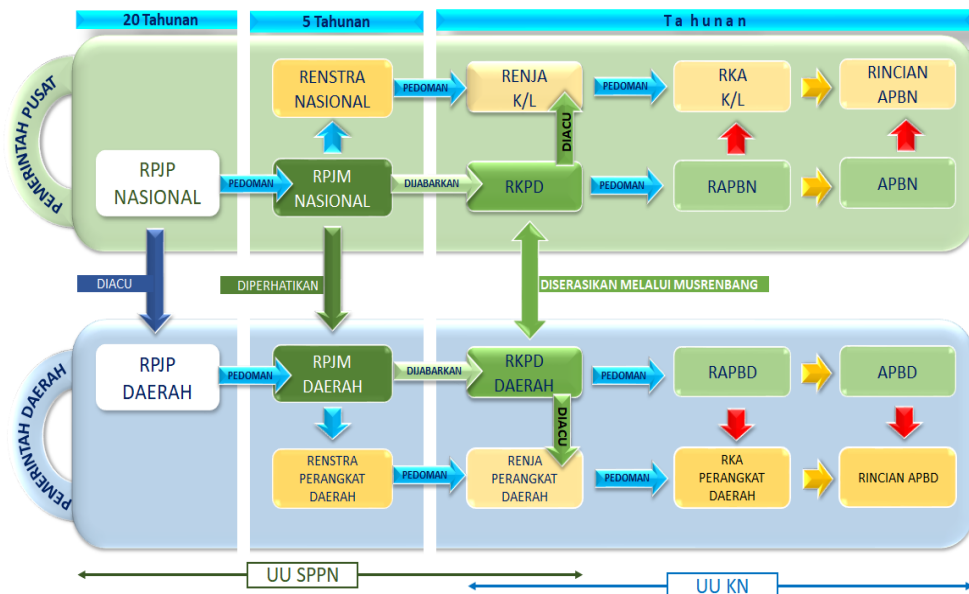 20 Tahunan
5 Tahunan
Tahunan
PEMERINTAH PUSAT
RENSTRA
NASIONAL
PEDOMAN
RENJA
K/L
PEDOMAN
RKA
K/L
RINCIAN
APBN
DIACU
RPJP
NASIONAL
PEDOMAN
RPJM
NASIONAL
DIJABARKAN
RKPD
PEDOMAN
RAPBN
APBN
DIACU
DIPERHATIKAN
DISERASIKAN MELALUI MUSRENBANG
PEMERINTAH DAERAH
RPJP
DAERAH
PEDOMAN
RPJM
DAERAH
DIJABARKAN
RKPD
DAERAH
PEDOMAN
RAPBD
APBD
DIACU
RENSTRA
PERANGKAT
DAERAH
PEDOMAN
RENJA
PERANGKAT
DAERAH
PEDOMAN
RKA
PERANGKAT
DAERAH
RINCIAN APBD
UU SPPN
UU KN